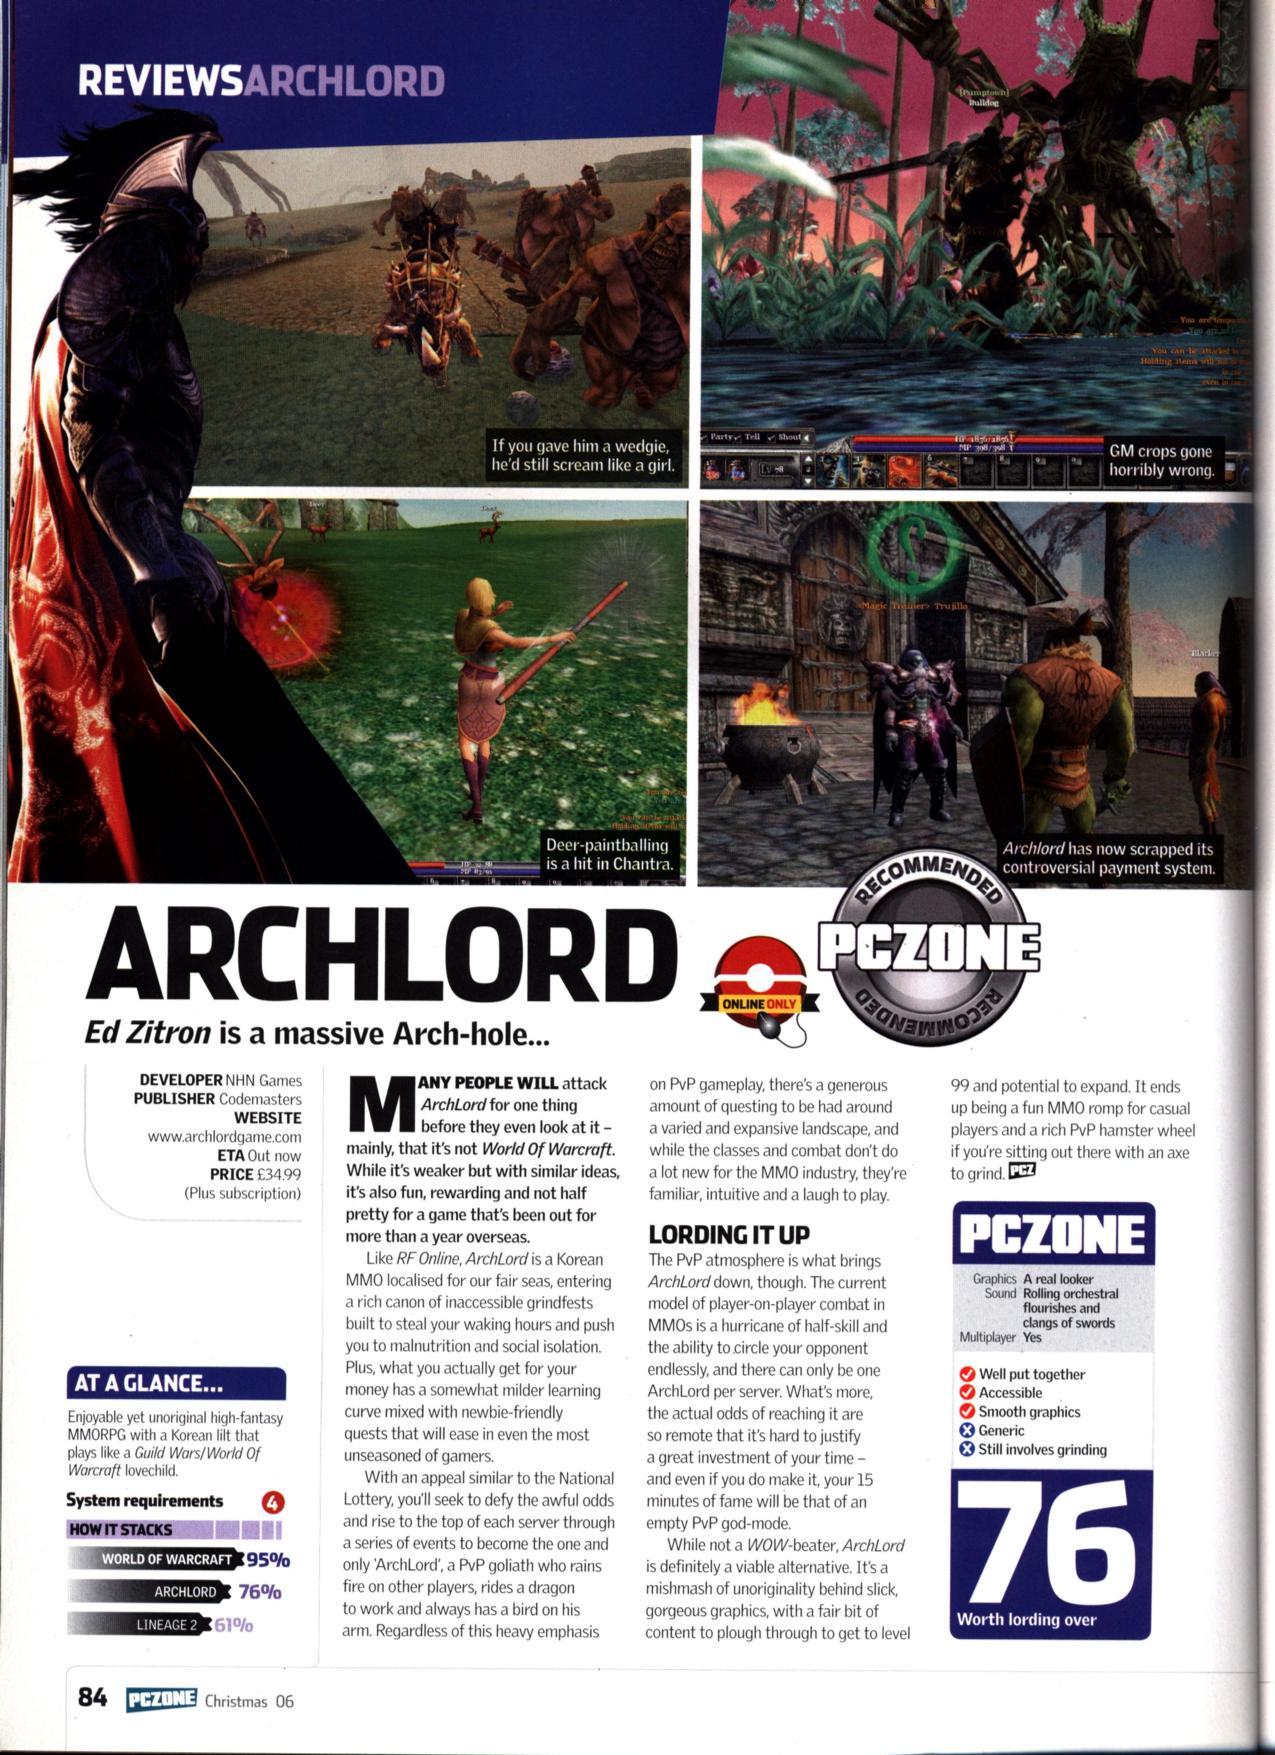 REVIEWSARCHLORD
[Pumptown]
Bulldog
If you gave him a wedgie,
he'd still scream like a girl.
Party Tell Shout
GM crops gone
horribly wrong.
Deer-paintballing
is a hit in Chantra.
<Magic Trainer> Trujillo
Archlord has now scrapped its
controversial payment system.
ARCHLORD
ONLINE ONLY
RECOMMENDED
PCZONE
RECOMMENDED
Ed Zitron is a massive Arch-hole...
DEVELOPER NHN Games
PUBLISHER Codemasters
WEBSITE
www.archlordgame.com
ETA Out now
PRICE £34.99
(Plus subscription)
AT A GLANCE...
Enjoyable yet unoriginal high-fantasy
MMORPG with a Korean lilt that
plays like a Guild Wars/World Of
Warcraft lovechild.
System requirements 4
HOW IT STACKS
WORLD OF WARCRAFT 95%
ARCHLORD 76%
LINEAGE 2 61%
MANY PEOPLE WILL attack
ArchLord for one thing
before they even look at it –
mainly, that it's not World Of Warcraft.
While it's weaker but with similar ideas,
it's also fun, rewarding and not half
pretty for a game that's been out for
more than a year overseas.
Like RF Online, ArchLord is a Korean
MMO localised for our fair seas, entering
a rich canon of inaccessible grindfests
built to steal your waking hours and push
you to malnutrition and social isolation.
Plus, what you actually get for your
money has a somewhat milder learning
curve mixed with newbie-friendly
quests that will ease in even the most
unseasoned of gamers.
With an appeal similar to the National
Lottery, you'll seek to defy the awful odds
and rise to the top of each server through
a series of events to become the one and
only 'ArchLord', a PvP goliath who rains
fire on other players, rides a dragon
to work and always has a bird on his
arm. Regardless of this heavy emphasis
on PvP gameplay, there's a generous
amount of questing to be had around
a varied and expansive landscape, and
while the classes and combat don't do
a lot new for the MMO industry, they're
familiar, intuitive and a laugh to play.
LORDING IT UP
The PvP atmosphere is what brings
ArchLord down, though. The current
model of player-on-player combat in
MMOs is a hurricane of half-skill and
the ability to circle your opponent
endlessly, and there can only be one
ArchLord per server. What's more,
the actual odds of reaching it are
so remote that it's hard to justify
a great investment of your time –
and even if you do make it, your 15
minutes of fame will be that of an
empty PvP god-mode.
While not a WOW-beater, ArchLord
is definitely a viable alternative. It's a
mishmash of unoriginality behind slick,
gorgeous graphics, with a fair bit of
content to plough through to get to level
99 and potential to expand. It ends
up being a fun MMO romp for casual
players and a rich PvP hamster wheel
if you're sitting out there with an axe
to grind. PCZ
PCZONE
Graphics A real looker
Sound Rolling orchestral
flourishes and
clangs of swords
Multiplayer Yes
Well put together
Accessible
Smooth graphics
Generic
Still involves grinding
76
Worth lording over
84 PCZONE Christmas 06